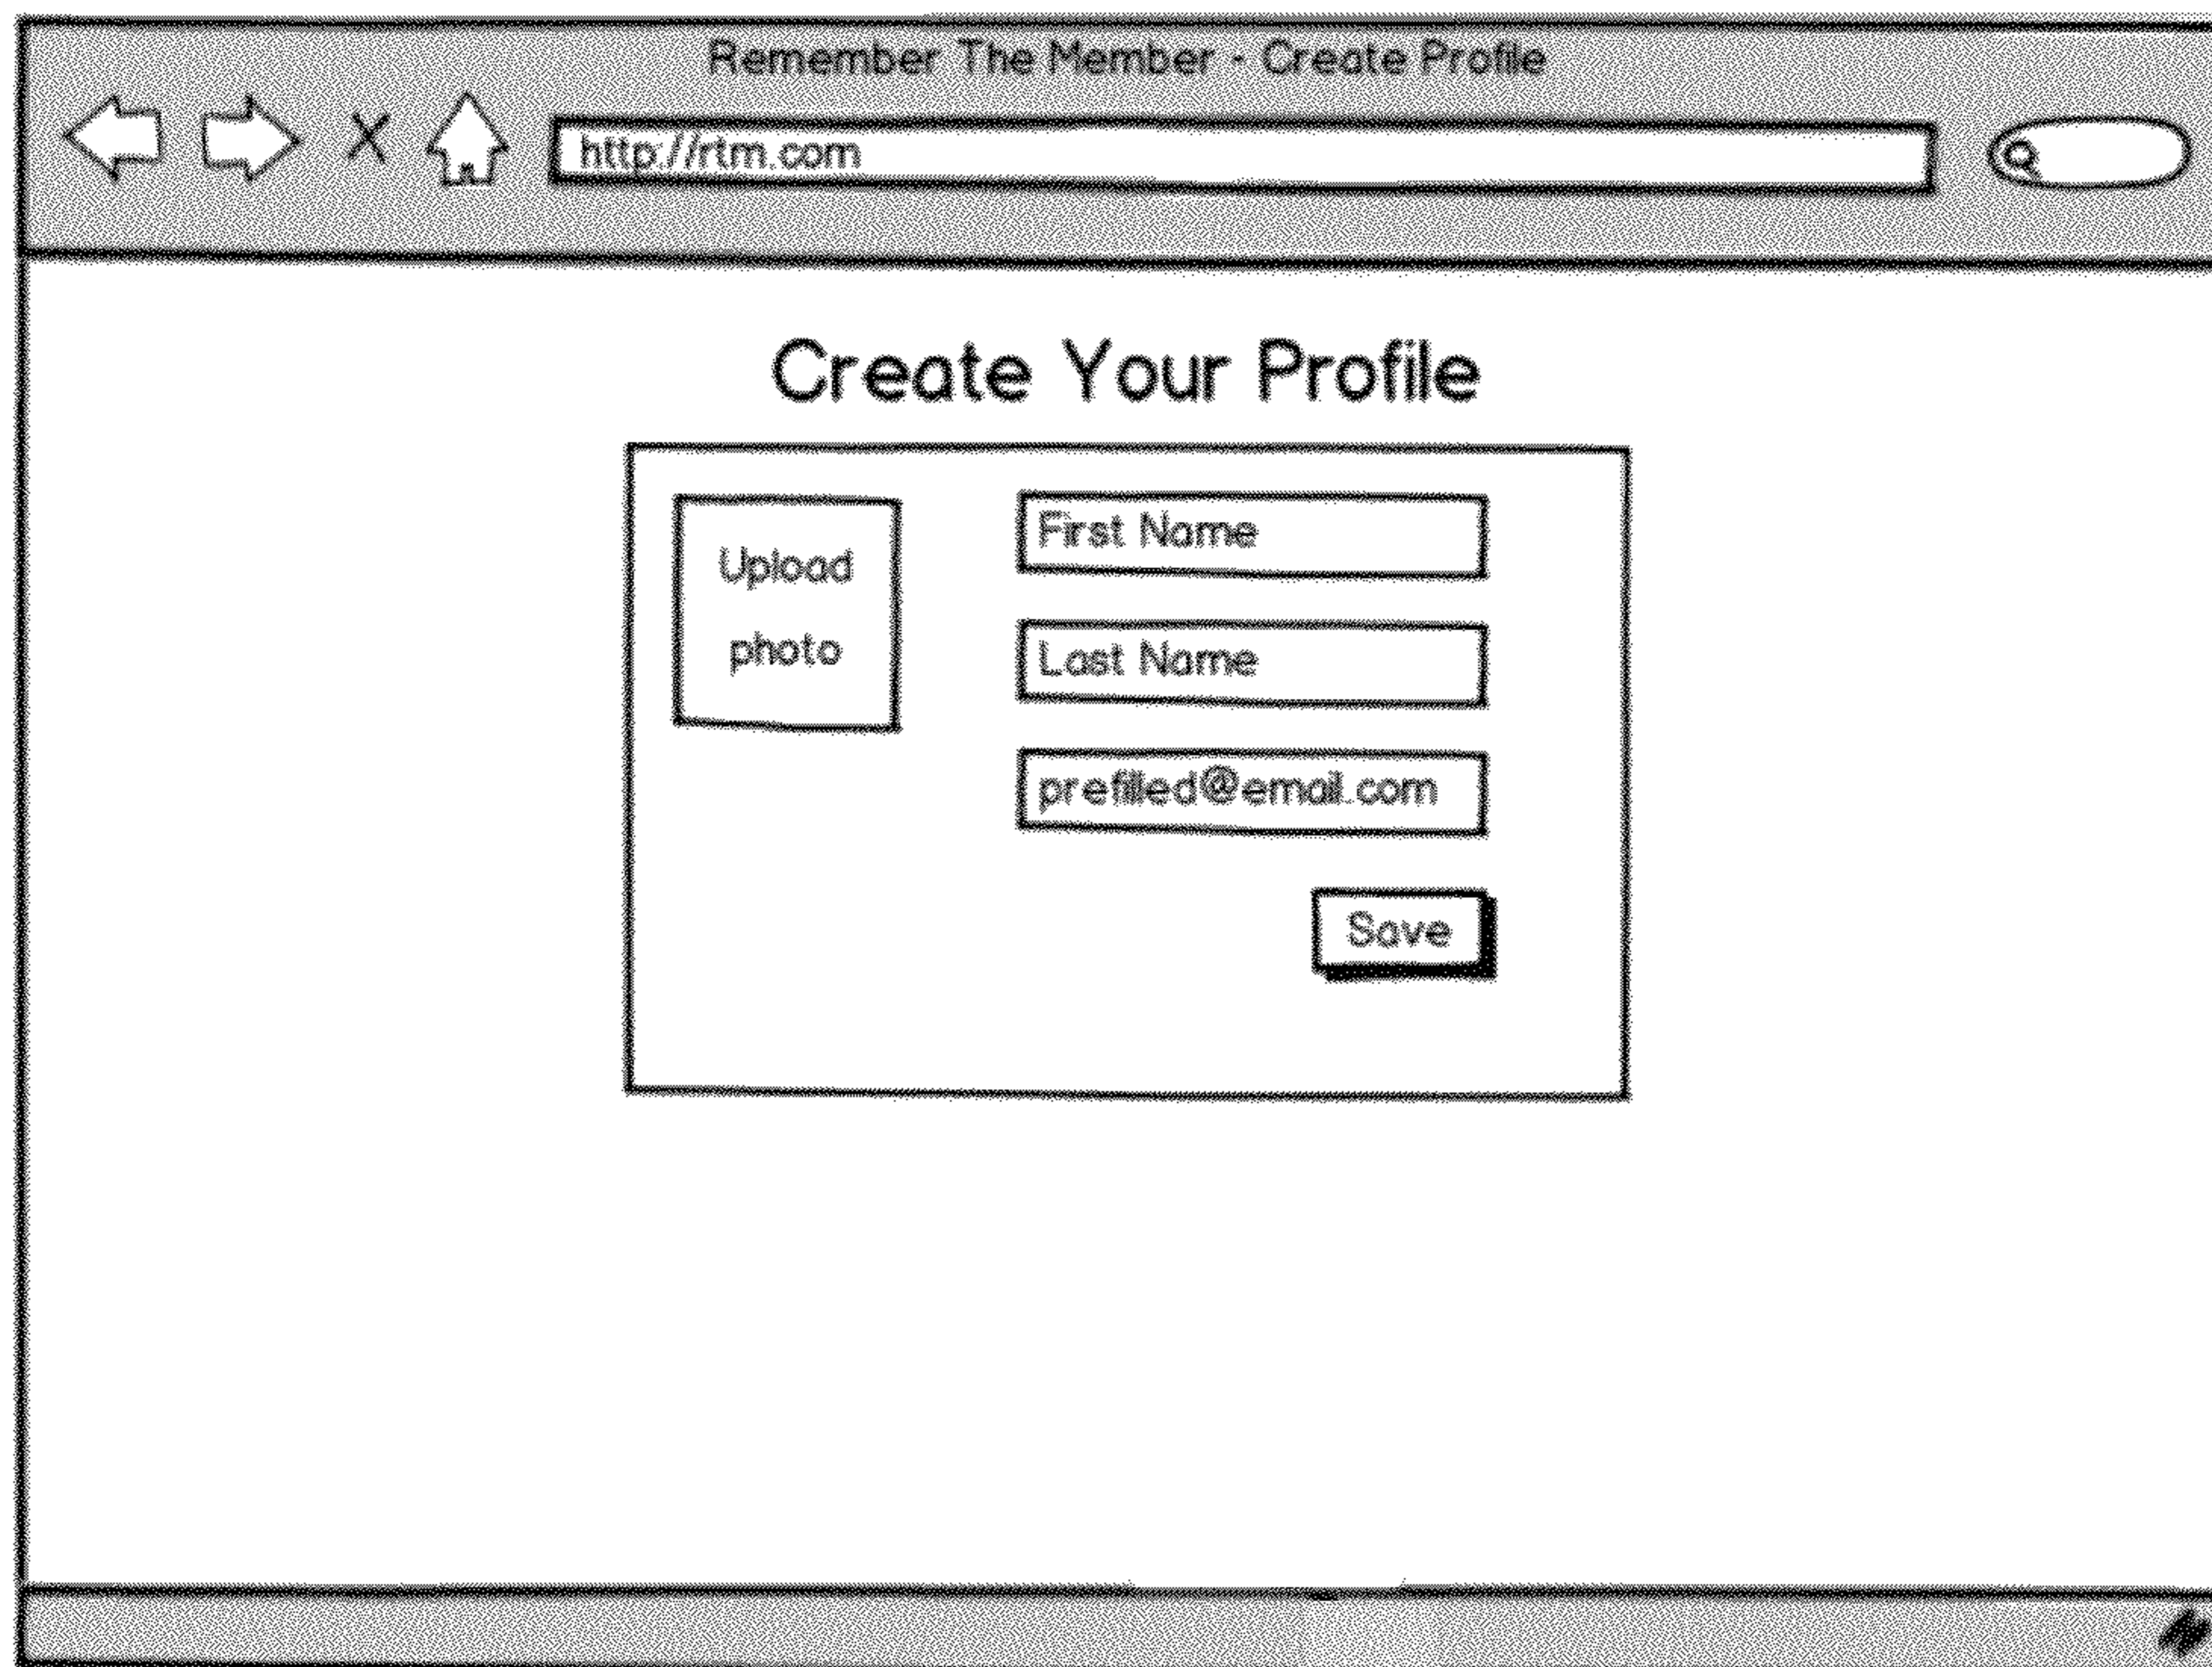 Remember The Member - Create Profile
http://rtm.com
Create Your Profile
Upload
photo
First Name
Last Name
prefilled@email.com
Save